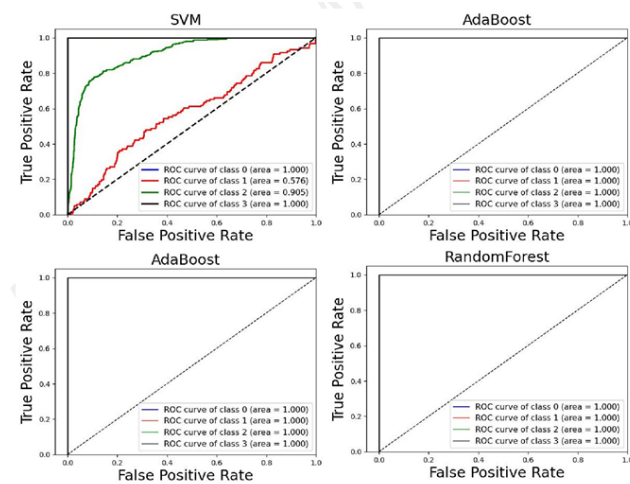 SVM
True Positive Rate
1.0
0.8
0.6
0.4
0.2
0.0
ROC curve of class 0 (area = 1.000)
ROC curve of class 1 (area = 0.576)
ROC curve of class 2 (area = 0.905)
ROC curve of class 3 (area = 1.000)
0.0 0.2 0.4 0.6 0.8 1.0
False Positive Rate
AdaBoost
True Positive Rate
1.0
0.8
0.6
0.4
0.2
0.0
ROC curve of class 0 (area = 1.000)
ROC curve of class 1 (area = 1.000)
ROC curve of class 2 (area = 1.000)
ROC curve of class 3 (area = 1.000)
0.0 0.2 0.4 0.6 0.8 1.0
False Positive Rate
AdaBoost
True Positive Rate
1.0
0.8
0.6
0.4
0.2
0.0
ROC curve of class 0 (area = 1.000)
ROC curve of class 1 (area = 1.000)
ROC curve of class 2 (area = 1.000)
ROC curve of class 3 (area = 1.000)
0.0 0.2 0.4 0.6 0.8 1.0
False Positive Rate
RandomForest
True Positive Rate
1.0
0.8
0.6
0.4
0.2
0.0
ROC curve of class 0 (area = 1.000)
ROC curve of class 1 (area = 1.000)
ROC curve of class 2 (area = 1.000)
ROC curve of class 3 (area = 1.000)
0.0 0.2 0.4 0.6 0.8 1.0
False Positive Rate